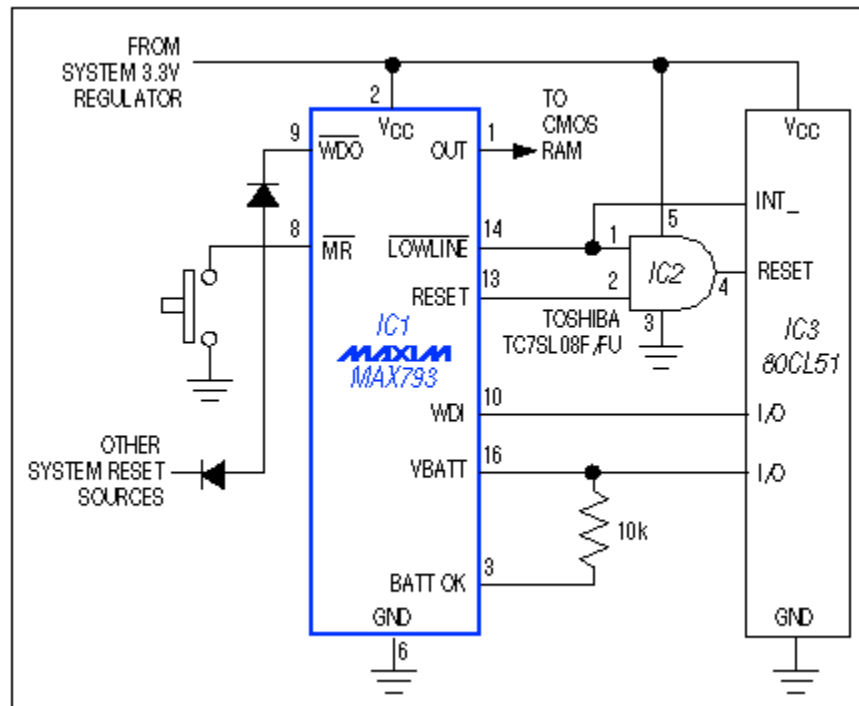 FROM
SYSTEM 3.3V
REGULATOR
2
VCC
9
WDO
OUT
1
TO
CMOS
RAM
VCC
8
MR
LOWLINE
14
1
5
INT_
IC2
4
RESET
RESET
13
2
3
TOSHIBA
TC7SL08F/FU
IC1
MAXIM
MAX793
IC3
80CL51
WDI
10
I/O
OTHER
SYSTEM RESET
SOURCES
VBATT
16
I/O
10k
BATT OK
3
GND
6
GND